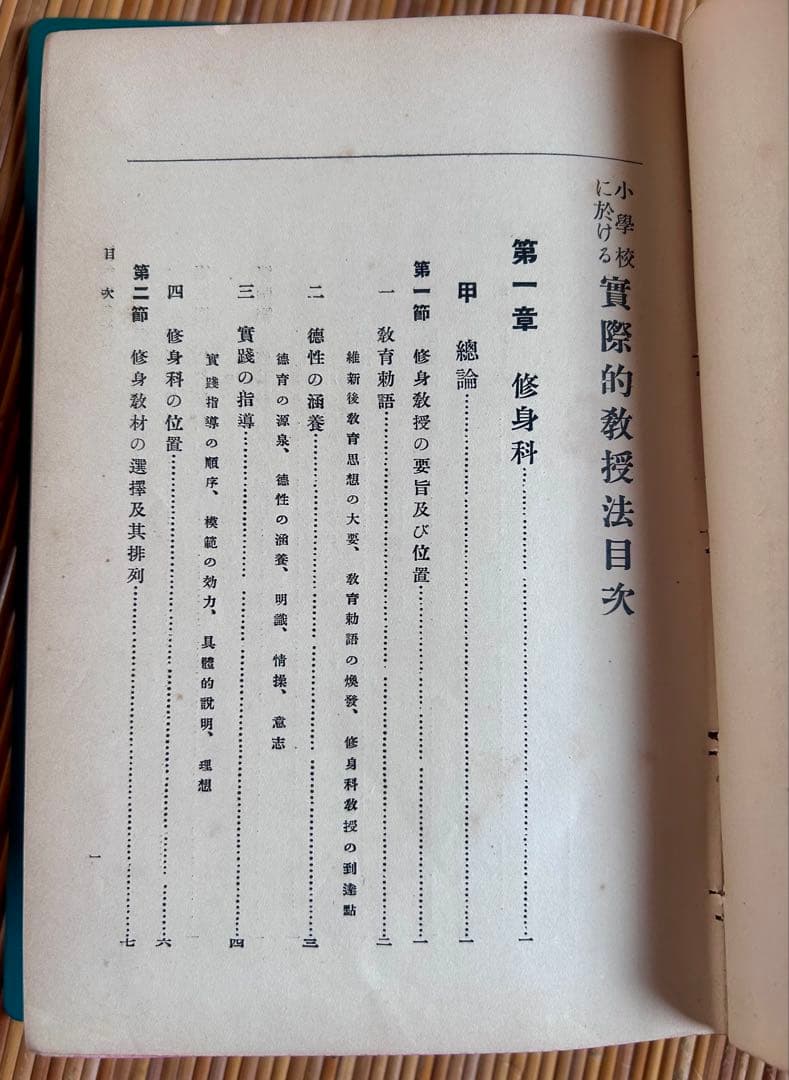 小學校
に於ける
實際的教授法目次
第一章 修身科……一
甲 總論……一
第一節 修身教授の要旨及び位置……一
一 教育勅語……二
維新後教育思想の大要、教育勅語の煥發、修身科教授の到達點
二 德性の涵養……三
德育の源泉、德性の涵養、明識、情操、意志
三 實踐の指導……四
實踐指導の順序、模範の効力、具體的說明、理想
四 修身科の位置……六
第二節 修身教材の選擇及其排列……七
目次
一